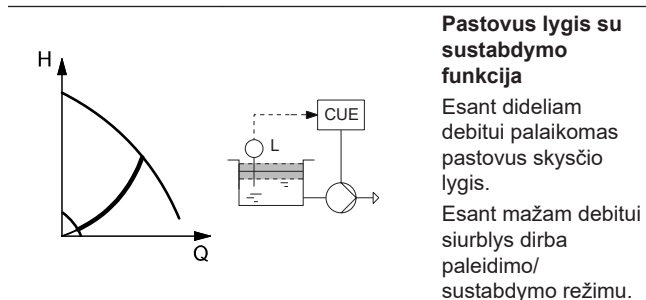 H
Q
CUE
L
Pastovus lygis su
sustabdymo
funkcija
Esant dideliam
debitui palaikomas
pastovus skysčio
lygis.
Esant mažam debitui
siurblys dirba
paleidimo/
sustabdymo režimu.